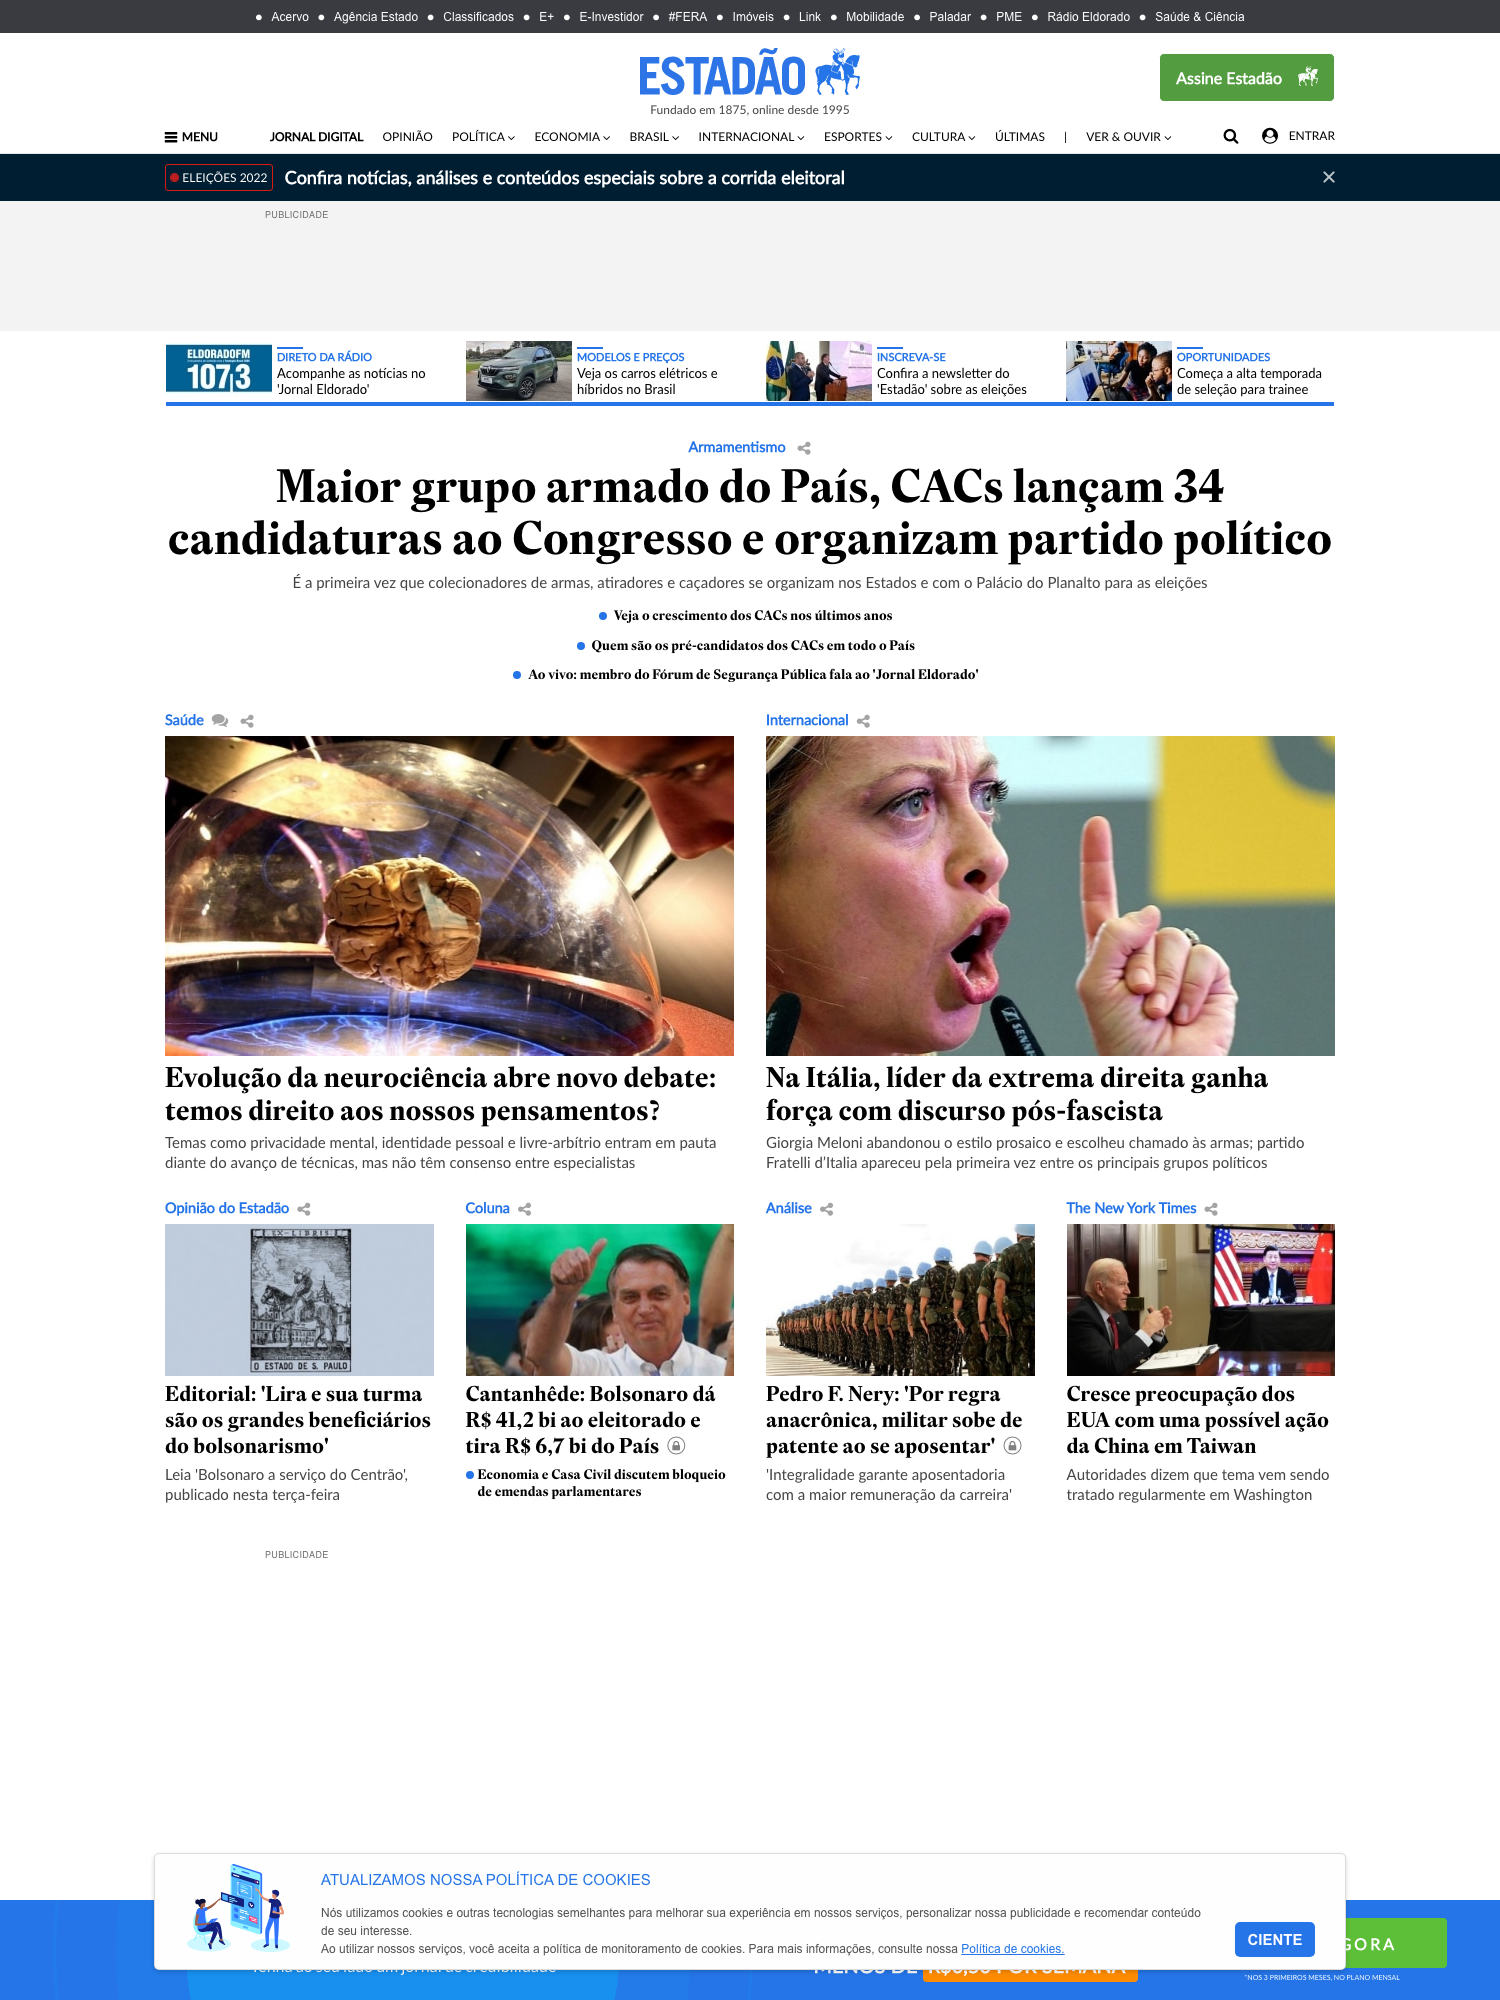 Acervo Agência Estado Classificados E+ E-Investidor #FERA Imóveis Link Mobilidade Paladar PME Rádio Eldorado Saúde & Ciência
ESTADÃO
Fundado em 1875, online desde 1995
Assine Estadão
MENU JORNAL DIGITAL OPINIÃO POLÍTICA ECONOMIA BRASIL INTERNACIONAL ESPORTES CULTURA ÚLTIMAS | VER & OUVIR ENTRAR
ELEIÇÕES 2022 Confira notícias, análises e conteúdos especiais sobre a corrida eleitoral
PUBLICIDADE
ELDORADOFM
107,3
DIRETO DA RÁDIO
Acompanhe as notícias no
'Jornal Eldorado'
MODELOS E PREÇOS
Veja os carros elétricos e
híbridos no Brasil
INSCREVA-SE
Confira a newsletter do
'Estadão' sobre as eleições
OPORTUNIDADES
Começa a alta temporada
de seleção para trainee
Armamentismo
Maior grupo armado do País, CACs lançam 34
candidaturas ao Congresso e organizam partido político
É a primeira vez que colecionadores de armas, atiradores e caçadores se organizam nos Estados e com o Palácio do Planalto para as eleições
Veja o crescimento dos CACs nos últimos anos
Quem são os pré-candidatos dos CACs em todo o País
Ao vivo: membro do Fórum de Segurança Pública fala ao 'Jornal Eldorado'
Saúde
Evolução da neurociência abre novo debate:
temos direito aos nossos pensamentos?
Temas como privacidade mental, identidade pessoal e livre-arbítrio entram em pauta
diante do avanço de técnicas, mas não têm consenso entre especialistas
Internacional
Na Itália, líder da extrema direita ganha
força com discurso pós-fascista
Giorgia Meloni abandonou o estilo prosaico e escolheu chamado às armas; partido
Fratelli d'Italia apareceu pela primeira vez entre os principais grupos políticos
Opinião do Estadão
EX-LIBRIS
O ESTADO DE S. PAULO
Editorial: 'Lira e sua turma
são os grandes beneficiários
do bolsonarismo'
Leia 'Bolsonaro a serviço do Centrão',
publicado nesta terça-feira
Coluna
Cantanhêde: Bolsonaro dá
R$ 41,2 bi ao eleitorado e
tira R$ 6,7 bi do País
Economia e Casa Civil discutem bloqueio
de emendas parlamentares
Análise
Pedro F. Nery: 'Por regra
anacrônica, militar sobe de
patente ao se aposentar'
'Integralidade garante aposentadoria
com a maior remuneração da carreira'
The New York Times
Cresce preocupação dos
EUA com uma possível ação
da China em Taiwan
Autoridades dizem que tema vem sendo
tratado regularmente em Washington
PUBLICIDADE
ATUALIZAMOS NOSSA POLÍTICA DE COOKIES
Nós utilizamos cookies e outras tecnologias semelhantes para melhorar sua experiência em nossos serviços, personalizar nossa publicidade e recomendar conteúdo
de seu interesse.
Ao utilizar nossos serviços, você aceita a política de monitoramento de cookies. Para mais informações, consulte nossa Política de cookies.
CIENTE
GORA
*NOS 3 PRIMEIROS MESES, NO PLANO MENSAL